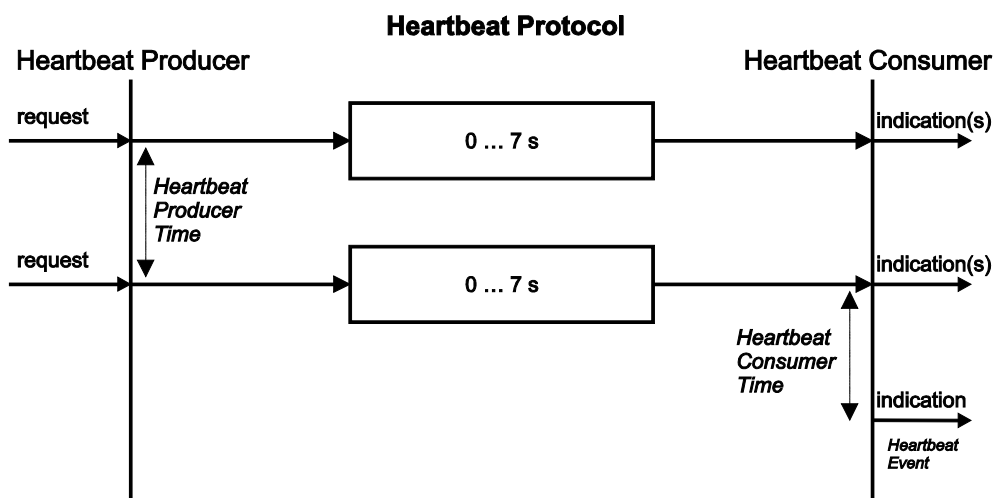 Heartbeat Protocol
Heartbeat Producer
Heartbeat Consumer
request
0 ... 7 s
indication(s)
Heartbeat
Producer
Time
request
0 ... 7 s
indication(s)
Heartbeat
Consumer
Time
indication
Heartbeat
Event